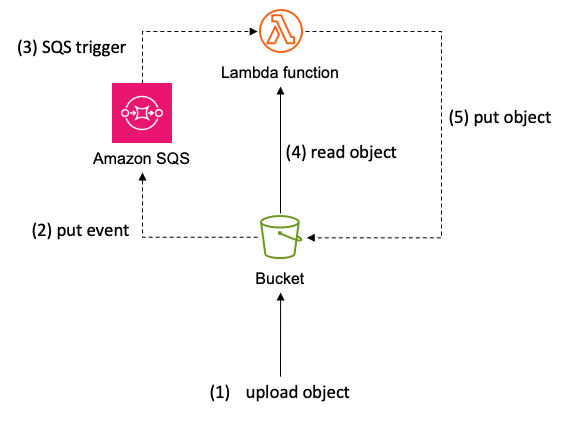 (3) SQS trigger
Lambda function
(5) put object
Amazon SQS
(4) read object
(2) put event
Bucket
(1) upload object